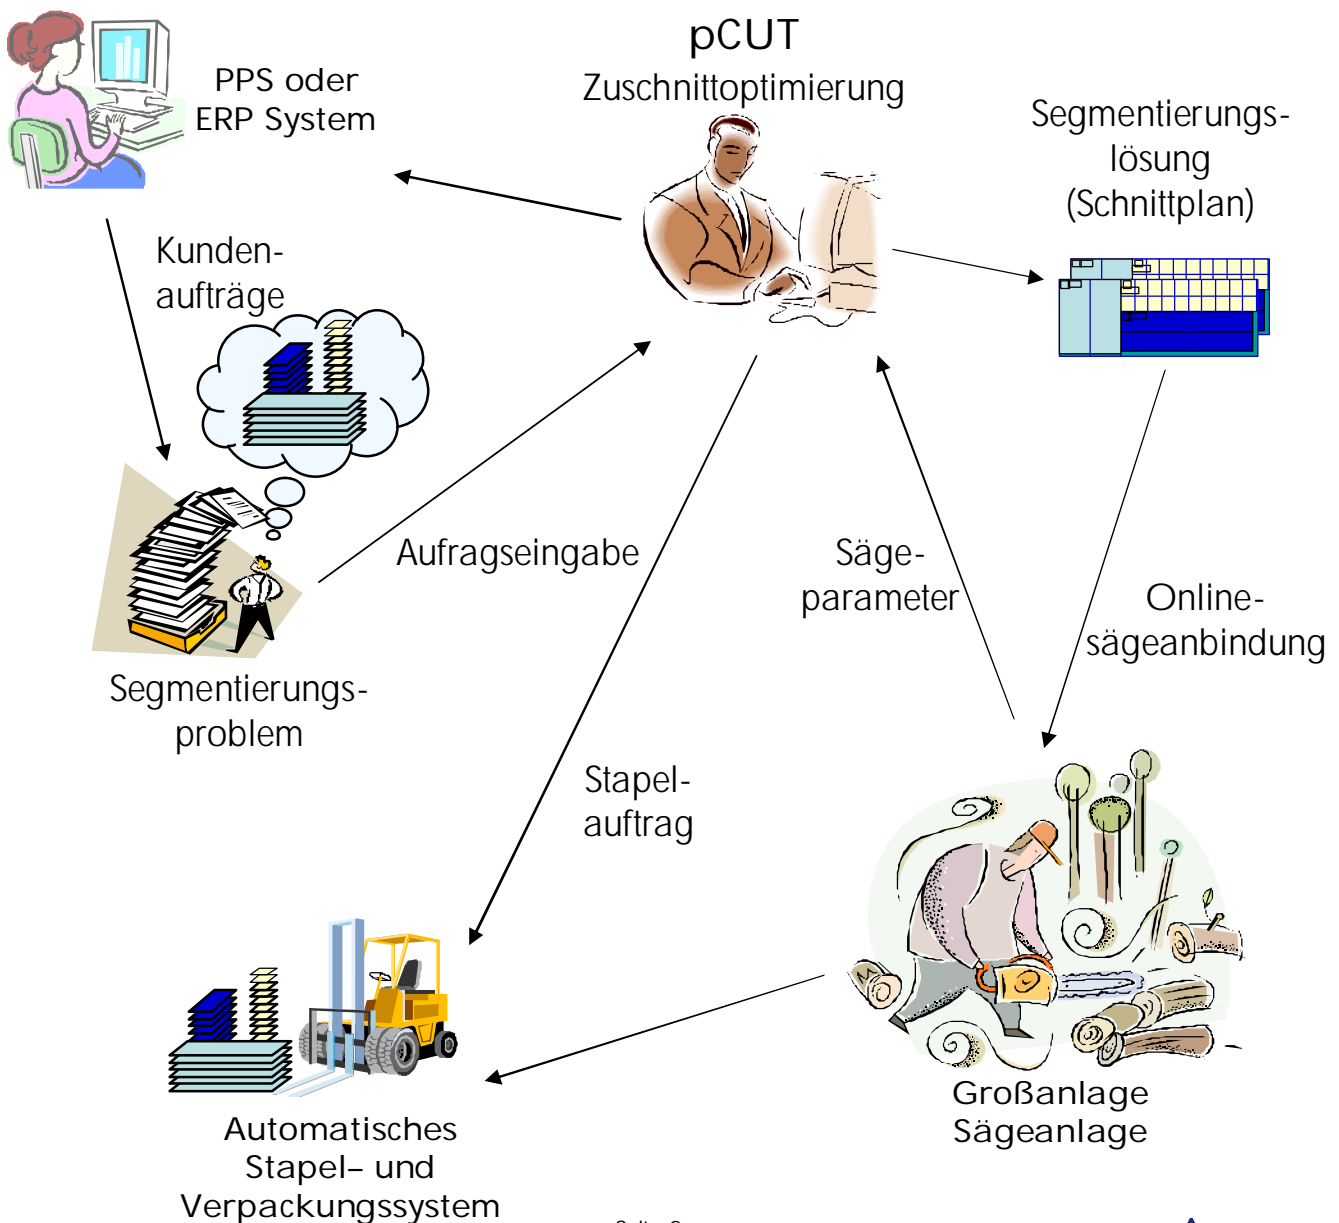 pCUT
Zuschnittoptimierung
PPS oder
ERP System
Segmentierungs-
lösung
(Schnittplan)
Kunden-
aufträge
Aufragseingabe
Säge-
parameter
Online-
sägeanbindung
Segmentierungs-
problem
Stapel-
auftrag
Großanlage
Sägeanlage
Automatisches
Stapel– und
Verpackungssystem